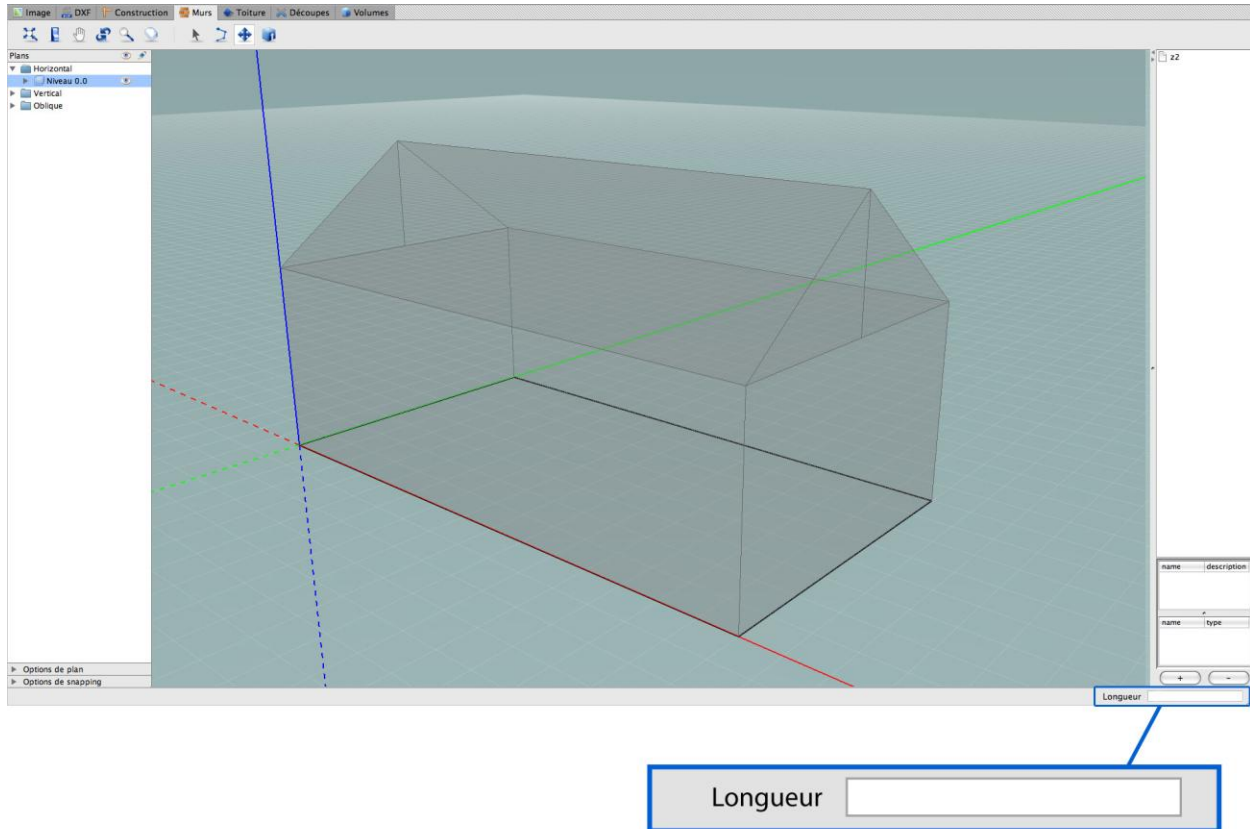 Image DXF Construction Murs Toiture Découpes Volumes
Plans
Horizontal
Niveau 0.0
Vertical
Oblique
z2
name description
name type
+ -
Options de plan
Options de snapping
Longueur
Longueur